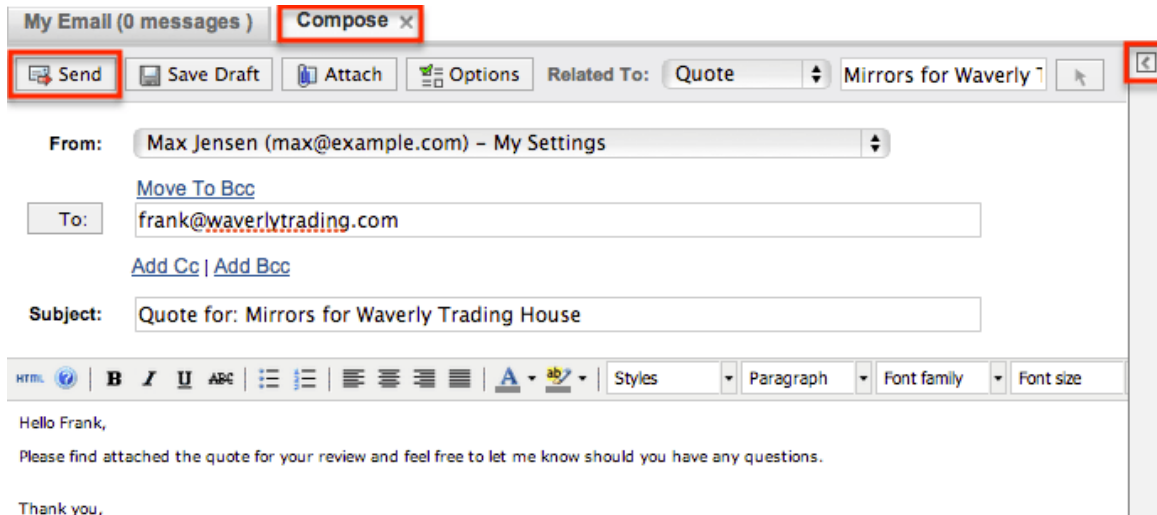 My Email (0 messages ) Compose ×
Send Save Draft Attach Options Related To: Quote Mirrors for Waverly
From: Max Jensen (max@example.com) – My Settings
Move To Bcc
To: frank@waverlytrading.com
Add Cc | Add Bcc
Subject: Quote for: Mirrors for Waverly Trading House
HTML ? B I U ABC A ab Styles Paragraph Font family Font size
Hello Frank,
Please find attached the quote for your review and feel free to let me know should you have any questions.
Thank you,